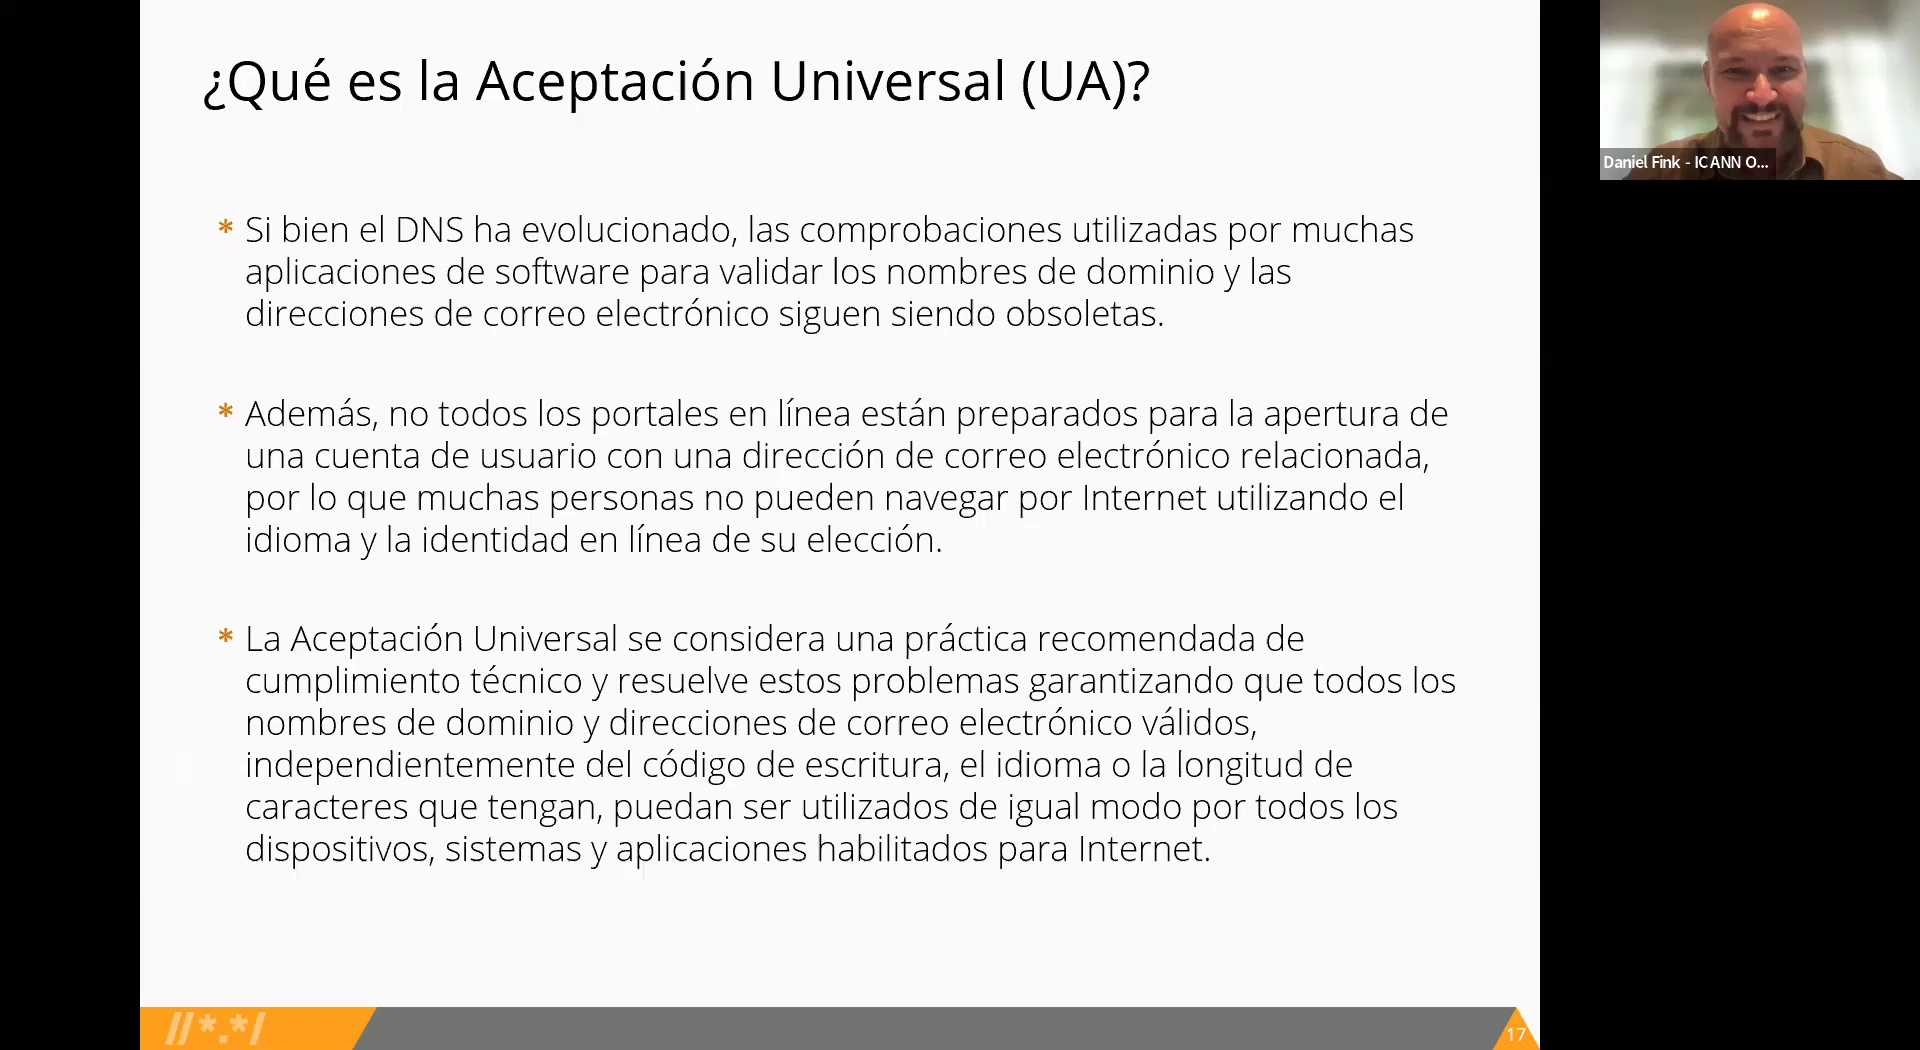 ¿Qué es la Aceptación Universal (UA)?
* Si bien el DNS ha evolucionado, las comprobaciones utilizadas por muchas
aplicaciones de software para validar los nombres de dominio y las
direcciones de correo electrónico siguen siendo obsoletas.
* Además, no todos los portales en línea están preparados para la apertura de
una cuenta de usuario con una dirección de correo electrónico relacionada,
por lo que muchas personas no pueden navegar por Internet utilizando el
idioma y la identidad en línea de su elección.
* La Aceptación Universal se considera una práctica recomendada de
cumplimiento técnico y resuelve estos problemas garantizando que todos los
nombres de dominio y direcciones de correo electrónico válidos,
independientemente del código de escritura, el idioma o la longitud de
caracteres que tengan, puedan ser utilizados de igual modo por todos los
dispositivos, sistemas y aplicaciones habilitados para Internet.
//*.*/
17
Daniel Fink - ICANN O...